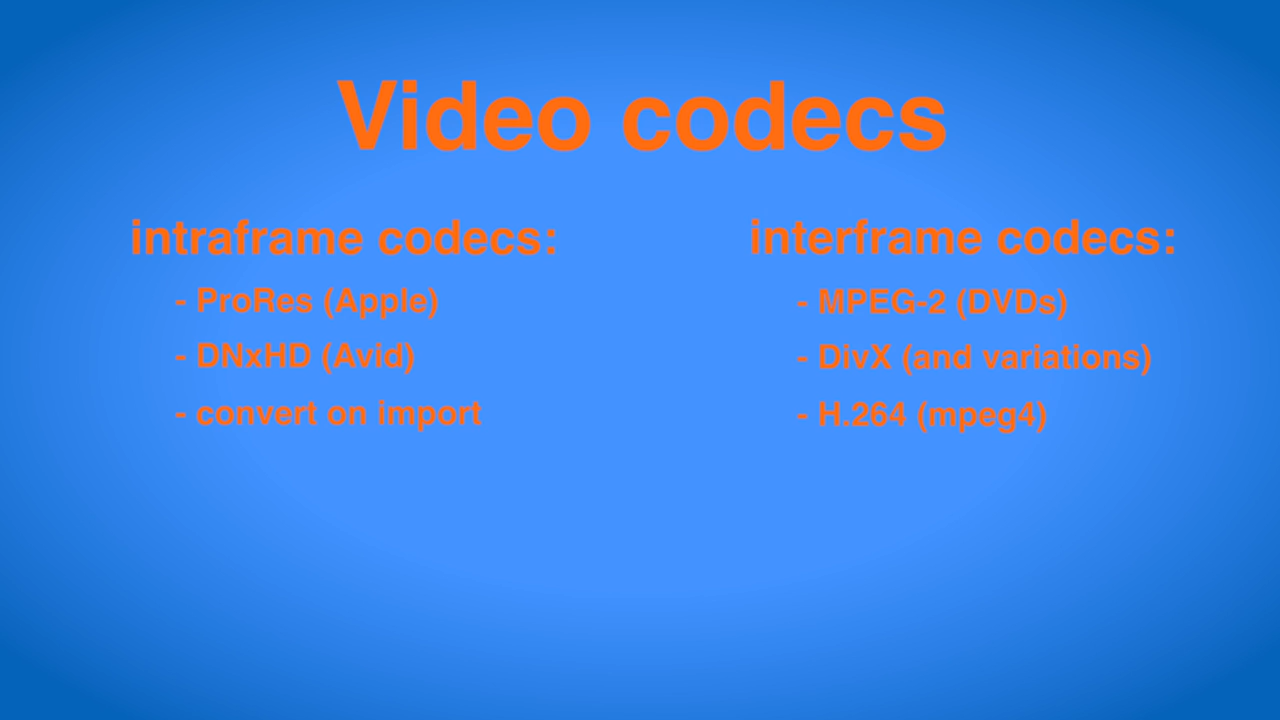 Video codecs
intraframe codecs:
- ProRes (Apple)
- DNxHD (Avid)
- convert on import
interframe codecs:
- MPEG-2 (DVDs)
- DivX (and variations)
- H.264 (mpeg4)